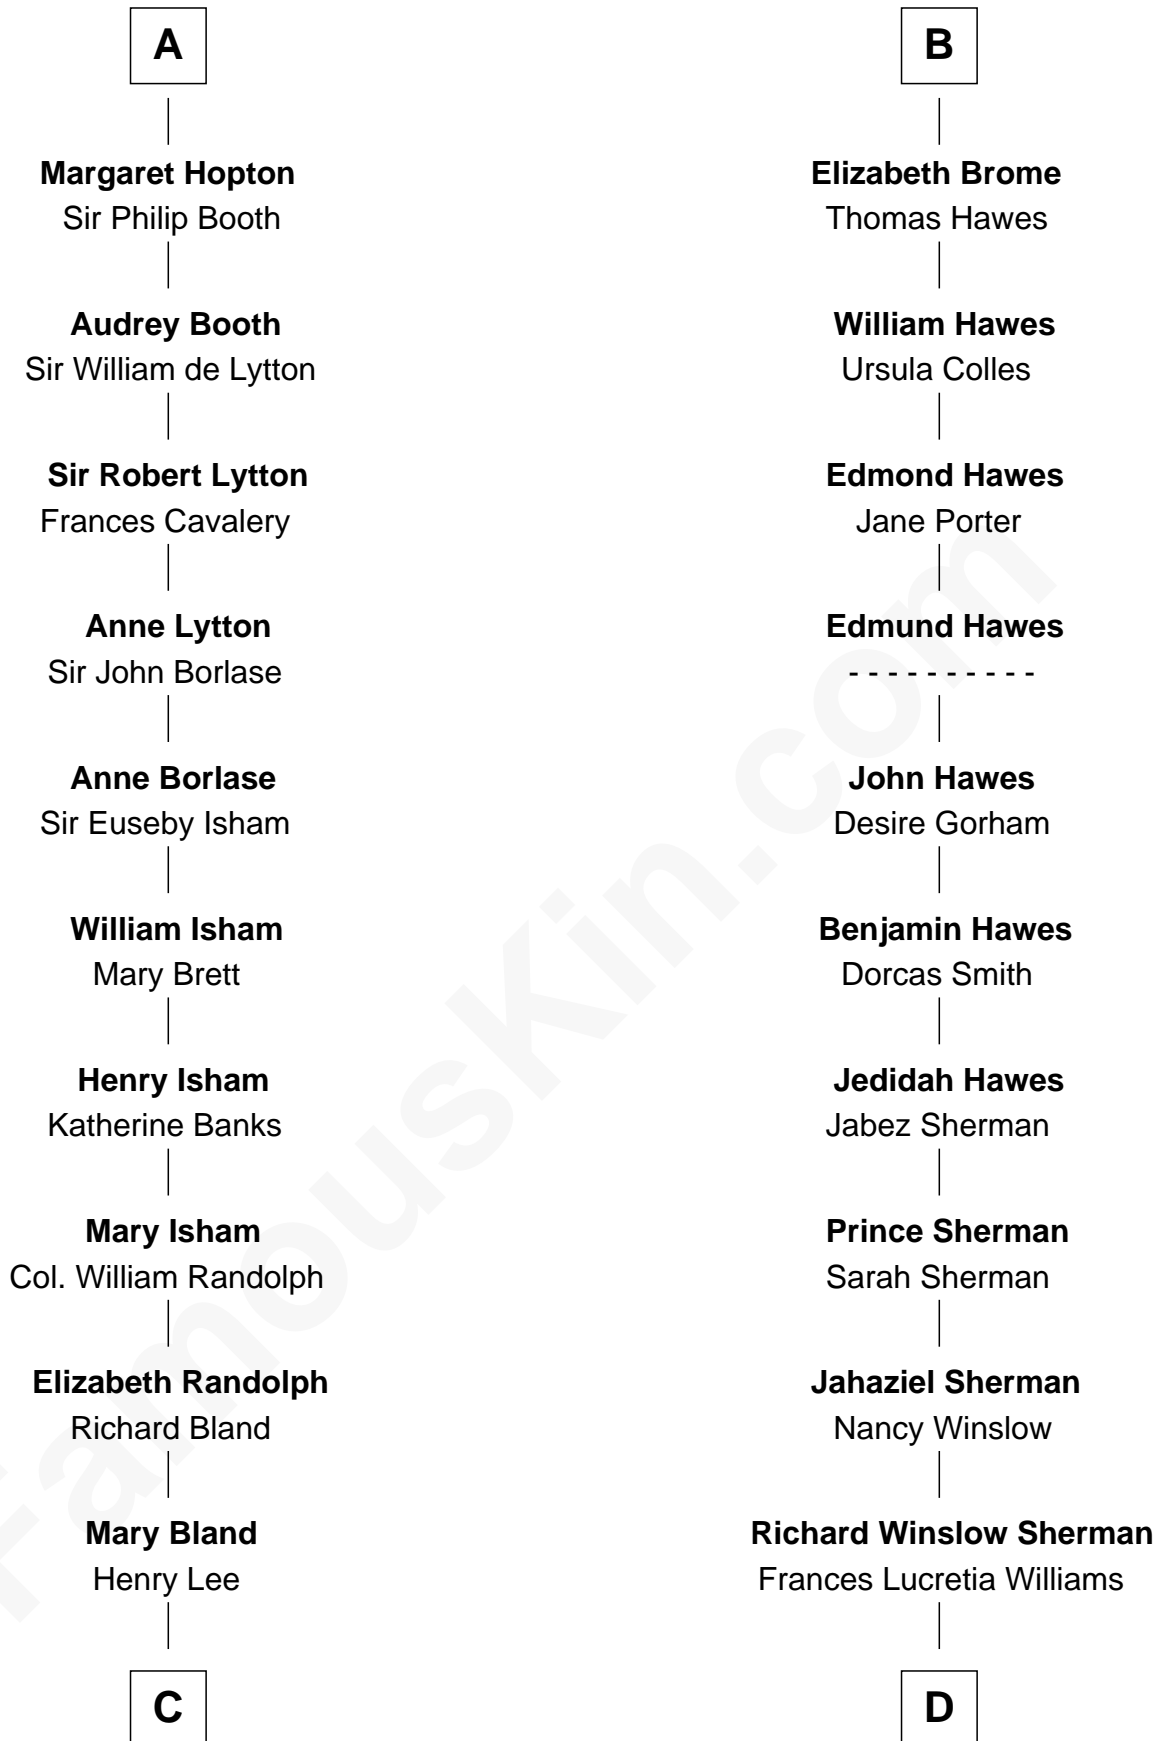 A
Margaret Hopton
Sir Philip Booth
Audrey Booth
Sir William de Lytton
Sir Robert Lytton
Frances Cavalery
Anne Lytton
Sir John Borlase
Anne Borlase
Sir Euseby Isham
William Isham
Mary Brett
Henry Isham
Katherine Banks
Mary Isham
Col. William Randolph
Elizabeth Randolph
Richard Bland
Mary Bland
Henry Lee
C
B
Elizabeth Brome
Thomas Hawes
William Hawes
Ursula Colles
Edmond Hawes
Jane Porter
Edmund Hawes
- - - - - - - - - -
John Hawes
Desire Gorham
Benjamin Hawes
Dorcas Smith
Jedidah Hawes
Jabez Sherman
Prince Sherman
Sarah Sherman
Jahaziel Sherman
Nancy Winslow
Richard Winslow Sherman
Frances Lucretia Williams
D
FamousKin.com